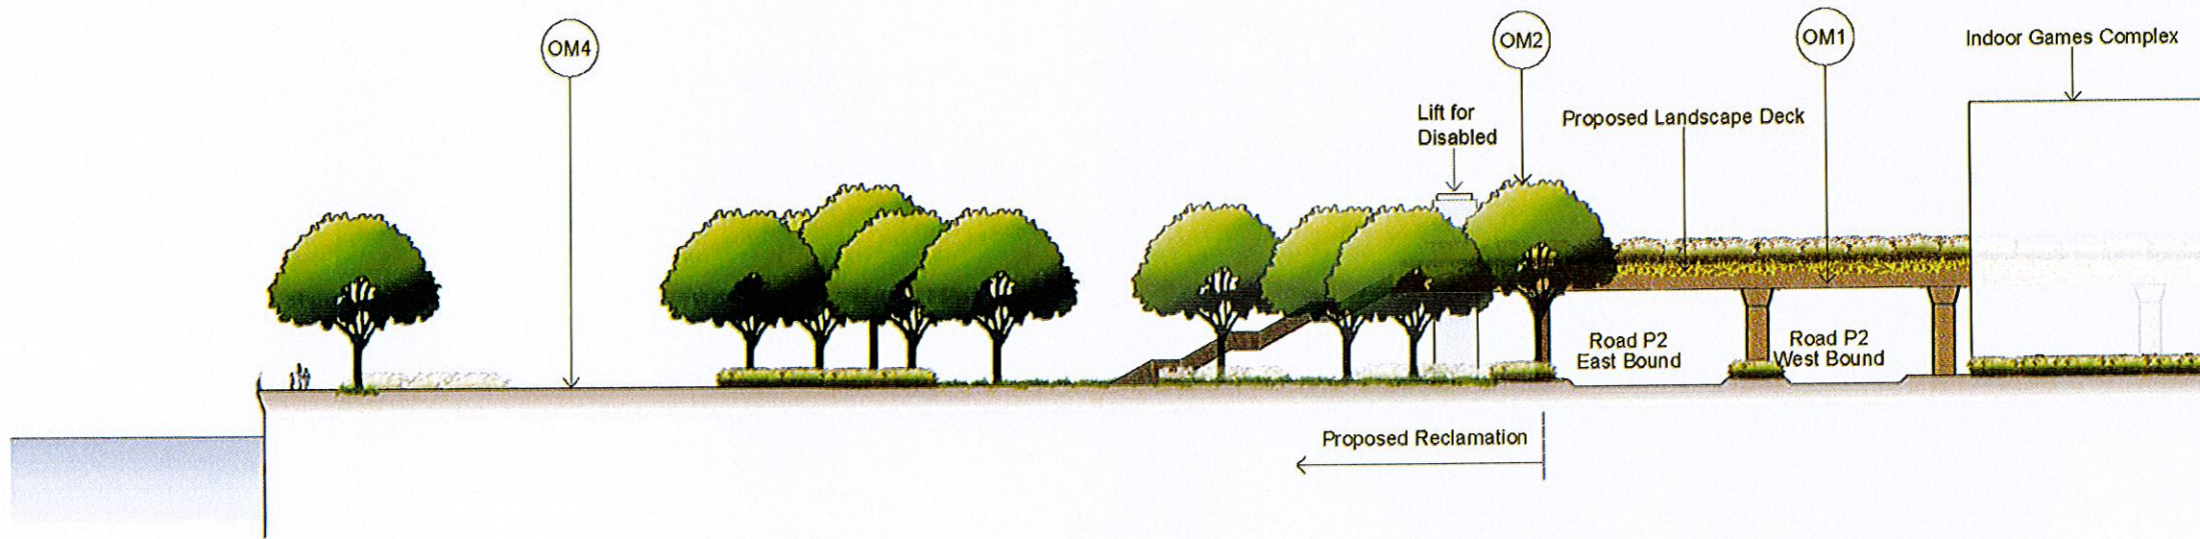 OM4
OM2
OM1
Indoor Games Complex
Lift for
Disabled
Proposed Landscape Deck
Road P2
East Bound
Road P2
West Bound
Proposed Reclamation